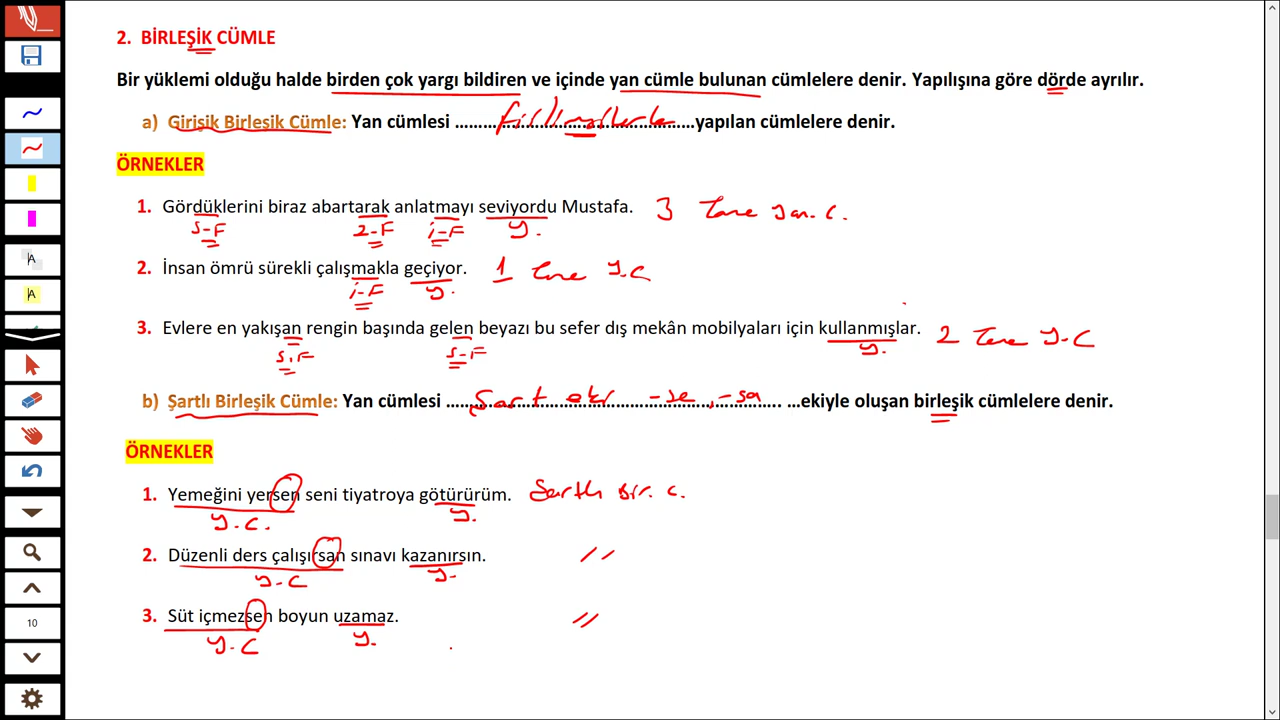 2. BİRLEŞİK CÜMLE
Bir yüklemi olduğu halde birden çok yargı bildiren ve içinde yan cümle bulunan cümlelere denir. Yapılışına göre dörde ayrılır.
a) Girişik Birleşik Cümle: Yan cümlesi ......fiilimsilerle......yapılan cümlelere denir.
ÖRNEKLER
1. Gördüklerini biraz abartarak anlatmayı seviyordu Mustafa. 3 tane yan. c.
S-F Z-F i-F y.
2. İnsan ömrü sürekli çalışmakla geçiyor. 1 tane y.c
i-F y.
3. Evlere en yakışan rengin başında gelen beyazı bu sefer dış mekân mobilyaları için kullanmışlar. 2 tane y.c
S.F S-F y.
b) Şartlı Birleşik Cümle: Yan cümlesi ......Şart eki -se, -sa...... ...ekiyle oluşan birleşik cümlelere denir.
ÖRNEKLER
1. Yemeğini yersen seni tiyatroya götürürüm. Şartlı bir. c.
y.c. y.
2. Düzenli ders çalışırsan sınavı kazanırsın. //
y.c y.
3. Süt içmezsen boyun uzamaz. //
y.c y.
A
A
10